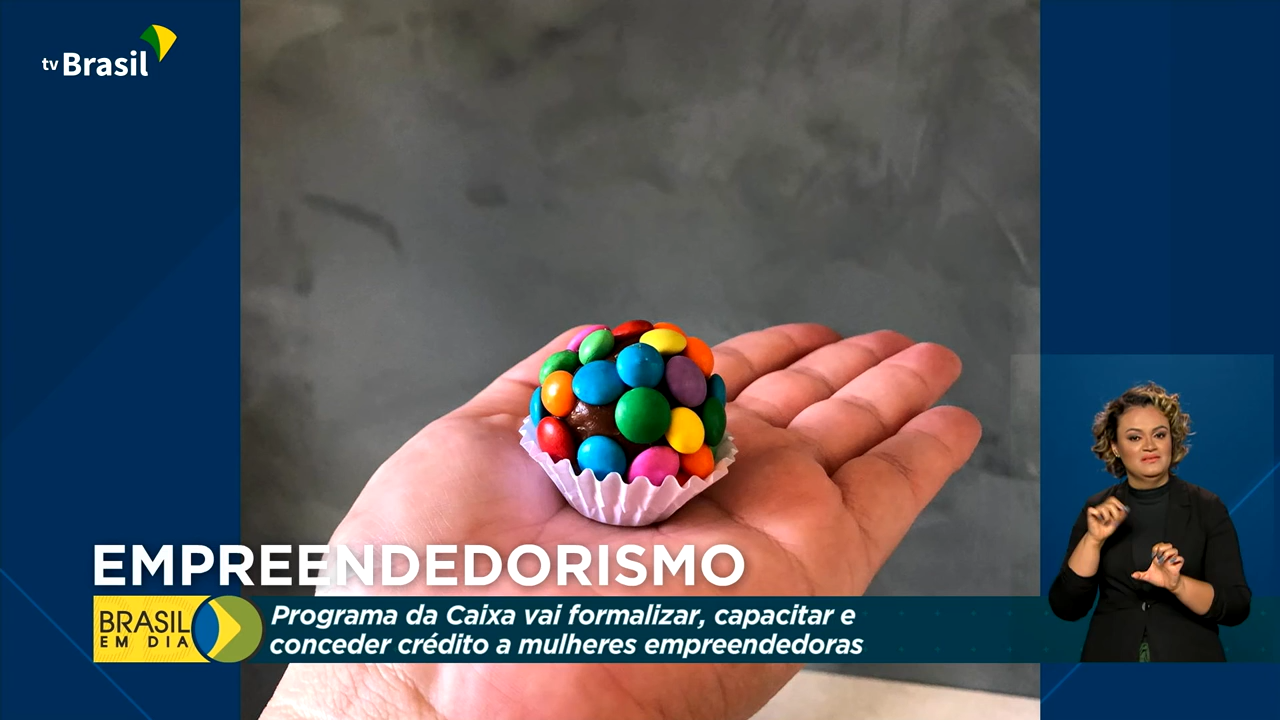 tv Brasil
EMPREENDEDORISMO
BRASIL
EM DIA
Programa da Caixa vai formalizar, capacitar e
conceder crédito a mulheres empreendedoras